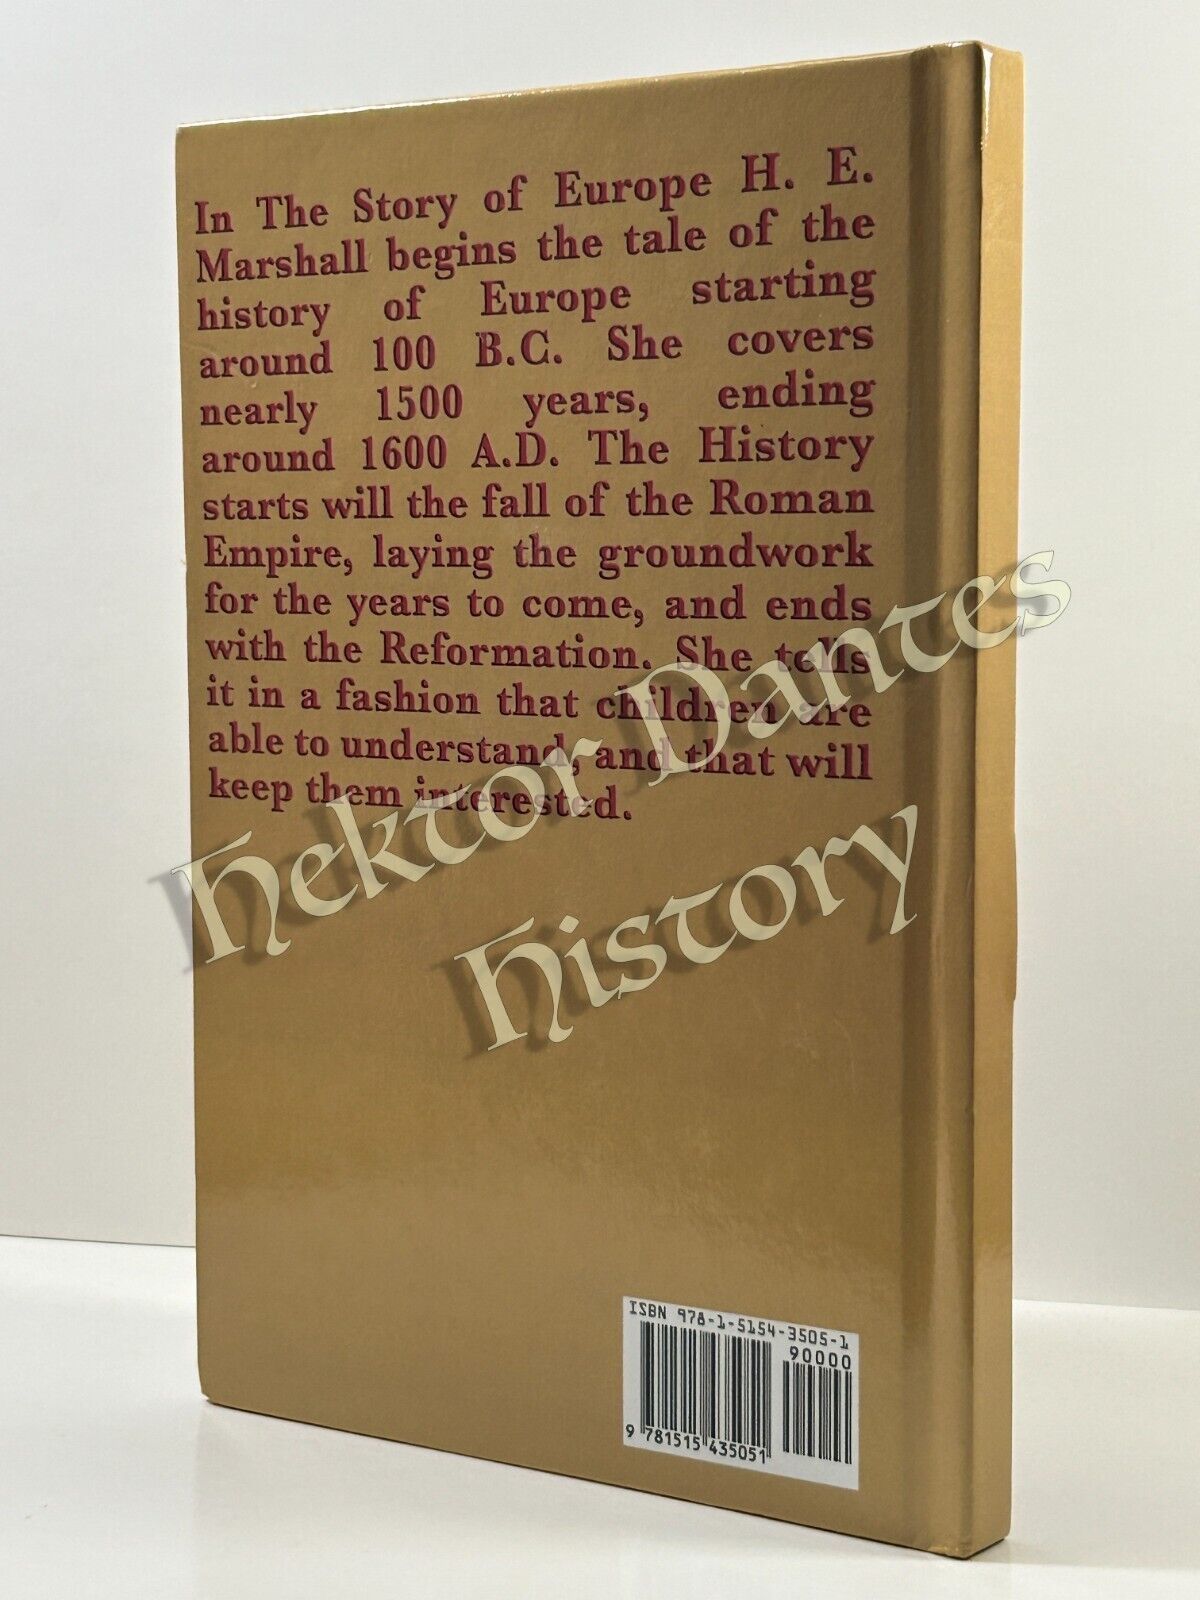 In The Story of Europe H. E.
Marshall begins the tale of the
history of Europe starting
around 100 B.C. She covers
nearly 1500 years, ending
around 1600 A.D. The History
starts will the fall of the Roman
Empire, laying the groundwork
for the years to come, and ends
with the Reformation. She tells
it in a fashion that children are
able to understand, and that will
keep them interested.
Hektor Dantes
History
ISBN 978-1-5154-3505-1
90000
9 781515 435051